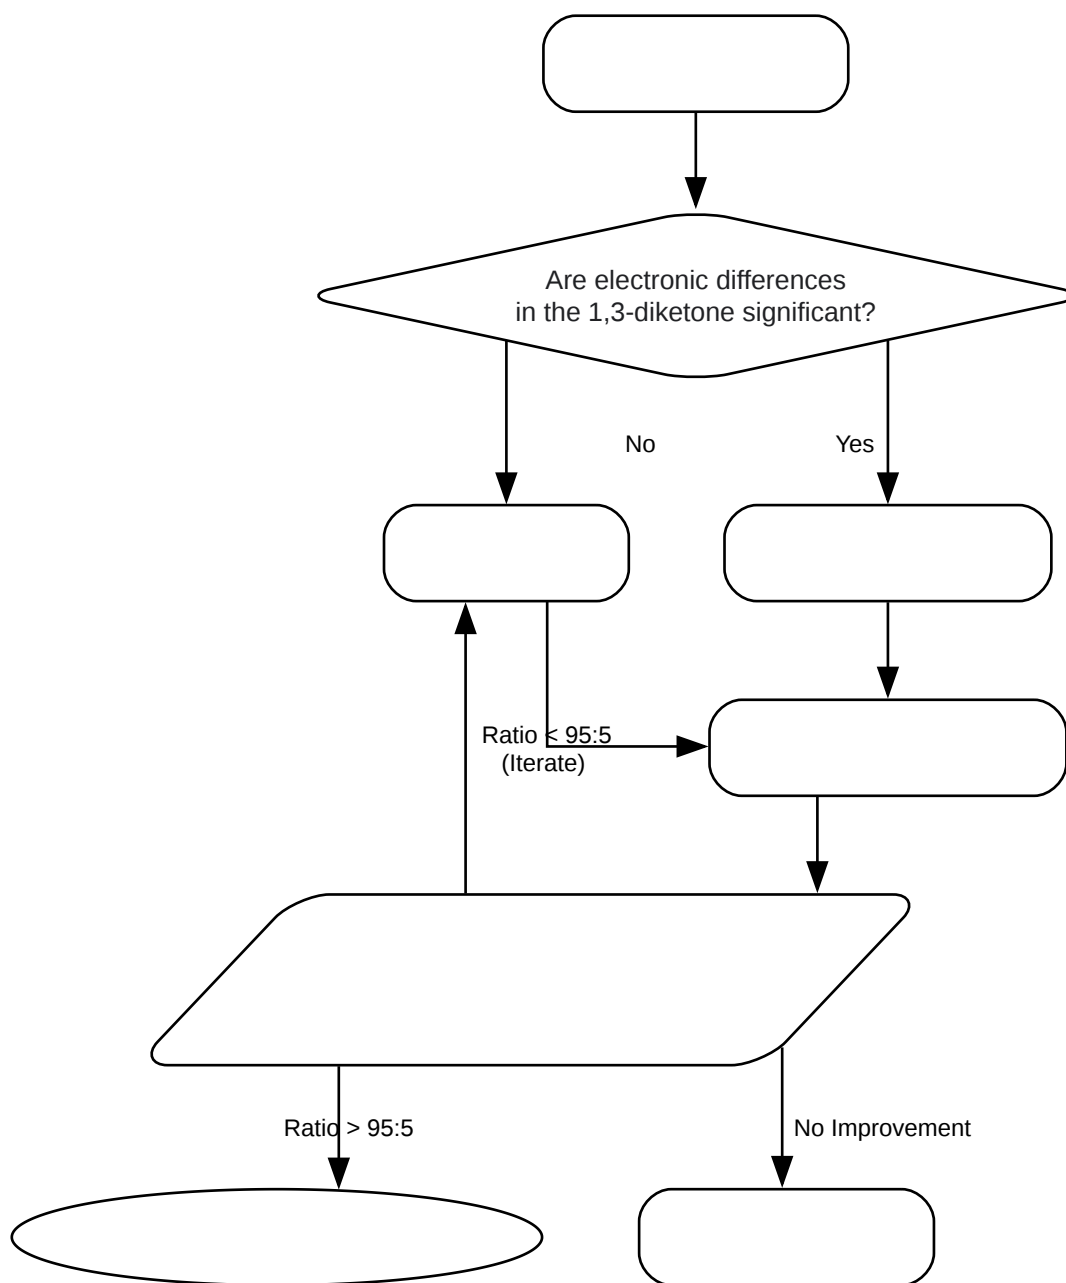 Are electronic differences
in the 1,3-diketone significant?
No
Yes
Ratio < 95:5
(Iterate)
Ratio > 95:5
No Improvement